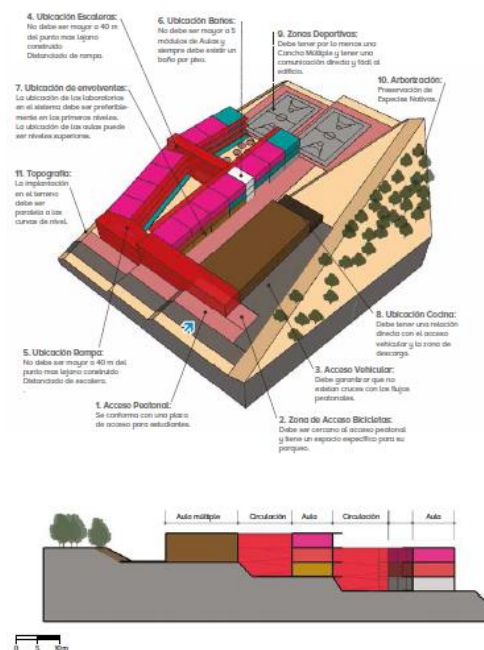 4. Ubicación Escaleras:
No debe ser mayor a 40 m
del punto mas lejano
construido
Distanciado de rampa.
6. Ubicación Baños:
No debe ser mayor a 5
módulos de Aulas y
siempre debe existir un
baño por piso.
9. Zonas Deportivas:
Debe tener por lo menos una
Cancha Múltiple y tener una
comunicación directa y fácil al
edificio.
10. Arborización:
Preservación de
Especies Nativas.
7. Ubicación de envolventes:
La ubicación de los laboratorios
en el sistema debe ser preferible-
mente en los primeros niveles.
La ubicación de las aulas puede
ser niveles superiores.
11. Topografía:
La implantación
en el terreno
debe ser
paralela a las
curvas de nivel.
8. Ubicación Cocina:
Debe tener una relación
directa con el acceso
vehicular y la zona de
descarga.
5. Ubicación Rampa:
No debe ser mayor a 40 m del
punto mas lejano construido
Distanciado de escalera.
.
3. Acceso Vehicular:
Debe garantizar que no
existan cruces con los flujos
peatonales.
1. Acceso Peatonal:
Se conforma con una placa
de acceso para estudiantes.
2. Zona de Acceso Bicicletas:
Debe ser cercano al acceso peatonal
y tiene un espacio específico para su
parqueo.
Aula múltiple Circulación Aula Circulación Aula
0 5 10m